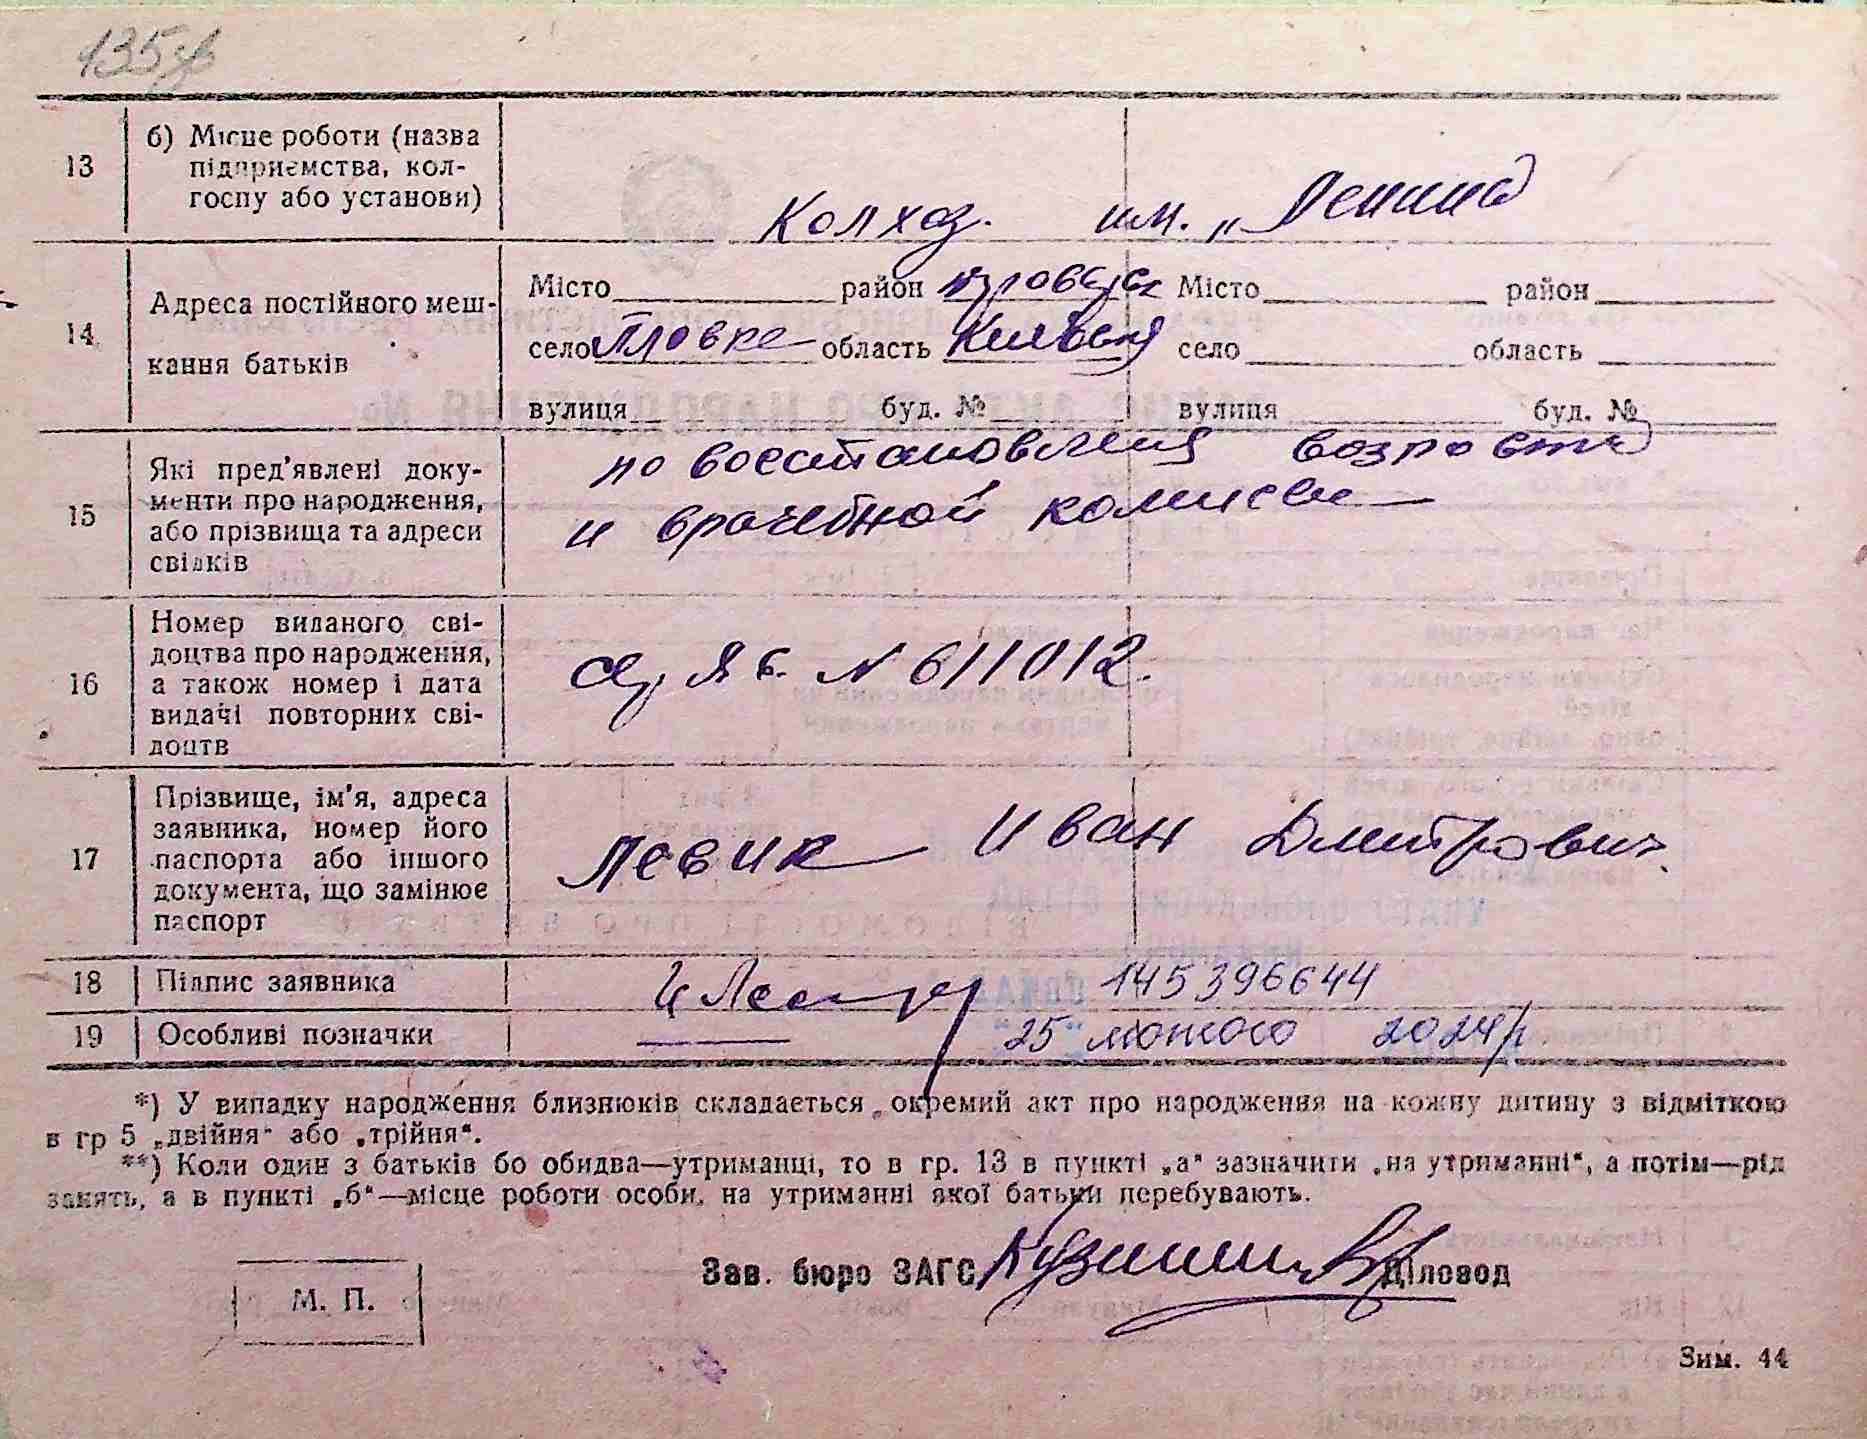 13
б) Місце роботи (назва
підприємства, кол-
госпу або установи)
Колхоз. им. „Ленина
14
Адреса постійного меш-
кання батьків
Місто район Місто район
село область Киевская село область
вулиця буд. № вулиця буд. №
15
Які пред'явлені доку-
менти про народження,
або прізвища та адреси
свідків
по восстановления возраста
и врачебной комисеи
16
Номер виданого сві-
доцтва про народження,
а також номер і дата
видачі повторних сві-
доцтв
N 611012.
17
Прізвище, ім'я, адреса
заявника, номер його
паспорта або іншого
документа, що замінює
паспорт
Левик Иван Дмитрович
18
Підпис заявника
145396644
19
Особливі позначки
25 лютого 2024р
*) У випадку народження близнюків складається окремий акт про народження на кожну дитину з відміткою
в гр 5 „двійня" або „трійня".
**) Коли один з батьків бо обидва—утриманці, то в гр. 13 в пункті „а" зазначити „на утриманні", а потім—рід
занять, а в пункті „б"—місце роботи особи, на утриманні якої батьки перебувають.
Зав. бюро ЗАГС Діловод
М. П.
Зим. 44